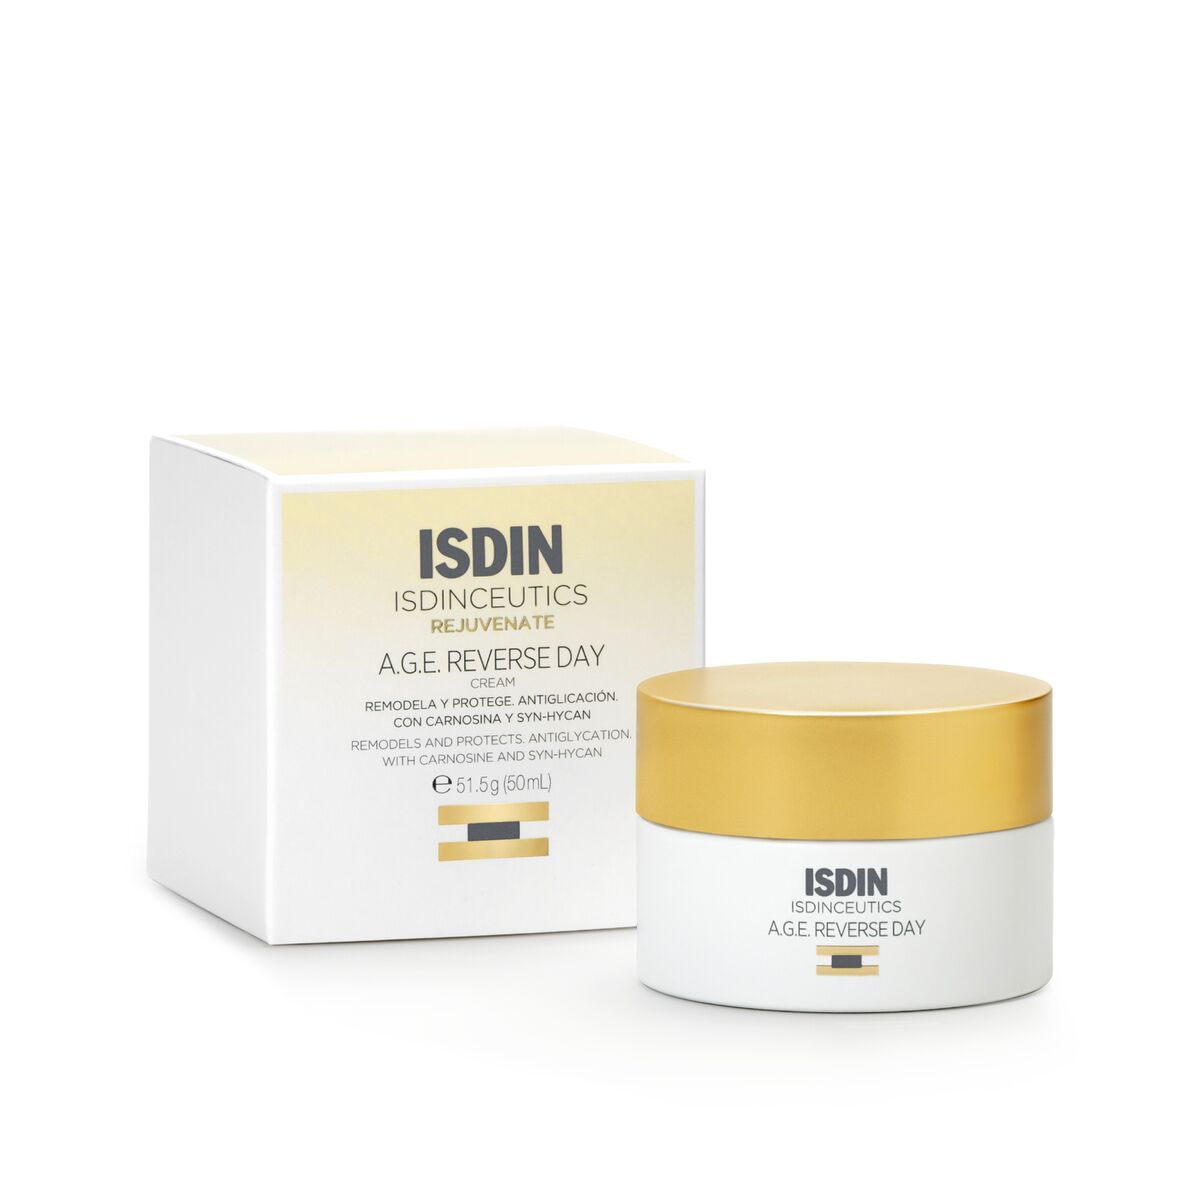 ISDIN
ISDINCEUTICS
REJUVENATE
A.G.E. REVERSE DAY
CREAM
REMODELA Y PROTEGE. ANTIGLICACIÓN.
CON CARNOSINA Y SYN-HYCAN
REMODELS AND PROTECTS. ANTIGLYCATION.
WITH CARNOSINE AND SYN-HYCAN
℮ 51.5g (50mL)
ISDIN
ISDINCEUTICS
A.G.E. REVERSE DAY